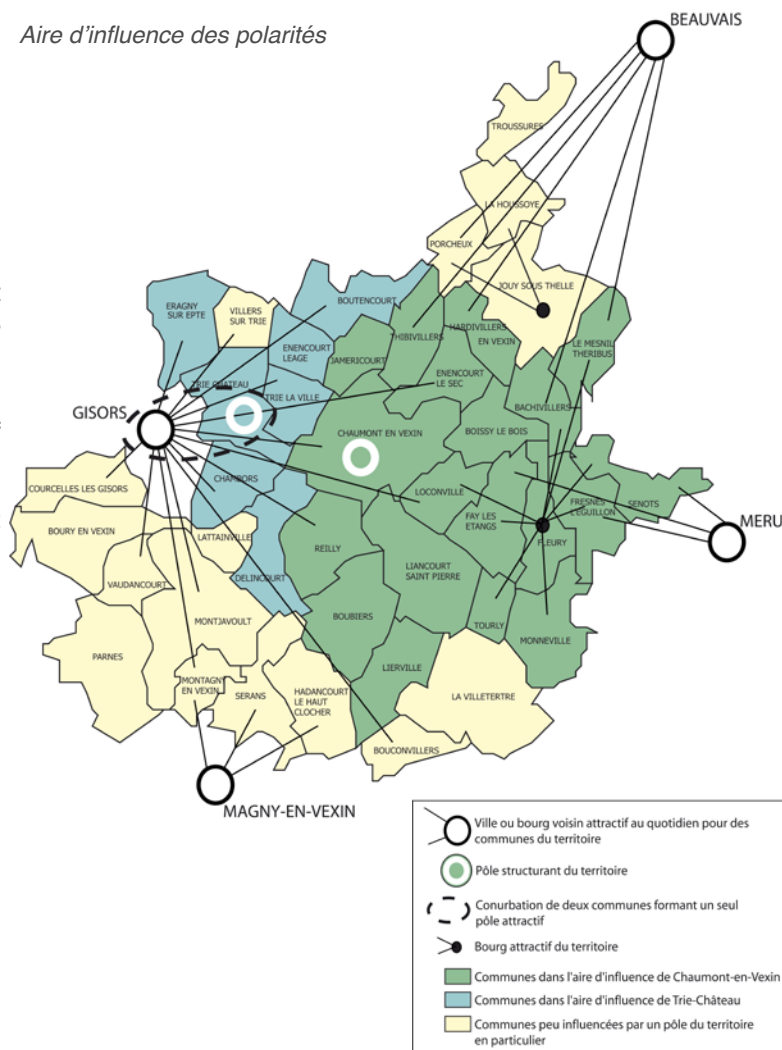 Aire d'influence des polarités
BEAUVAIS
TROUSSURES
LA HOUSSOYE
PORCHEUX
JOUY SOUS THELLE
BOUTENCOURT
ERAGNY
SUR EPTE
VILLERS
SUR TRIE
THIBIVILLERS
HARDIVILLERS
EN VEXIN
LE MESNIL
THERIBUS
ENENCOURT
LEAGE
JAMERICOURT
ENENCOURT
LE SEC
TRIE CHATEAU
TRIE LA VILLE
BACHIVILLERS
GISORS
CHAUMONT EN VEXIN
BOISSY LE BOIS
CHAMBORS
COURCELLES LES GISORS
LOCONVILLE
FRESNES
L'EGUILLON
SENOTS
FAY LES
ETANGS
MERU
BOURY EN VEXIN
LATTAINVILLE
REILLY
FLEURY
VAUDANCOURT
DELINCOURT
LIANCOURT
SAINT PIERRE
MONTJAVOULT
BOUBIERS
TOURLY
MONNEVILLE
PARNES
LIERVILLE
MONTAGNY
EN VEXIN
SERANS
HADANCOURT
LE HAUT
CLOCHER
LA VILLETERTRE
BOUCONVILLERS
MAGNY-EN-VEXIN
Ville ou bourg voisin attractif au quotidien pour des
communes du territoire
Pôle structurant du territoire
Conurbation de deux communes formant un seul
pôle attractif
Bourg attractif du territoire
Communes dans l'aire d'influence de Chaumont-en-Vexin
Communes dans l'aire d'influence de Trie-Château
Communes peu influencées par un pôle du territoire
en particulier